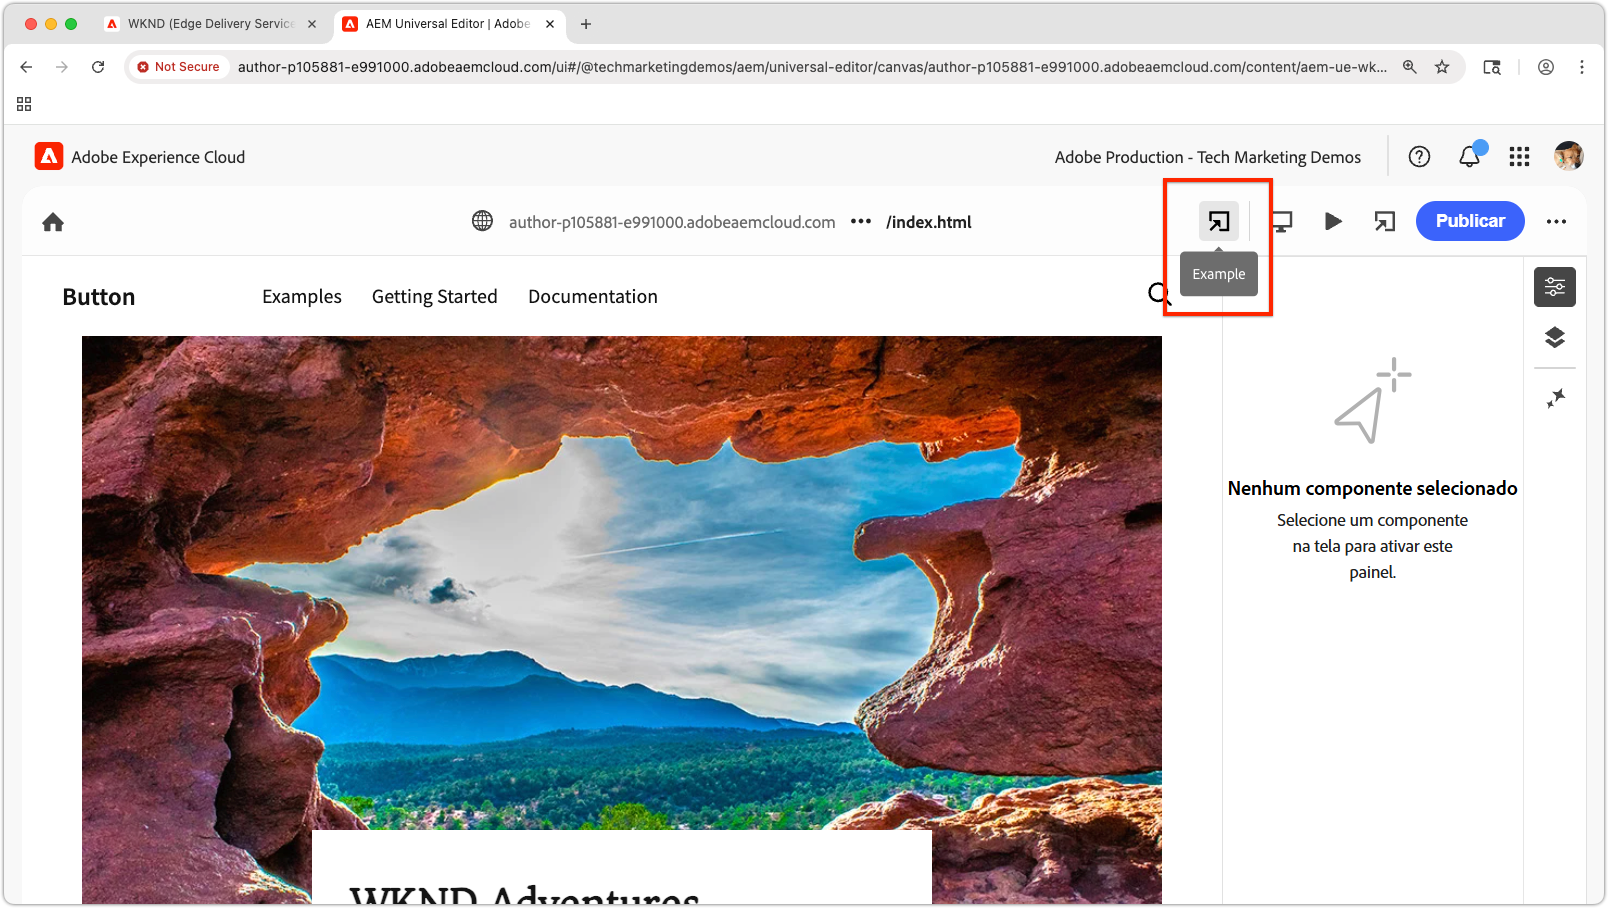 WKND (Edge Delivery Service
AEM Universal Editor | Adobe
Not Secure
author-p105881-e991000.adobeaemcloud.com/ui#/@techmarketingdemos/aem/universal-editor/canvas/author-p105881-e991000.adobeaemcloud.com/content/aem-ue-wk...
Adobe Experience Cloud
Adobe Production - Tech Marketing Demos
author-p105881-e991000.adobeaemcloud.com ••• /index.html
Publicar
Example
Button
Examples
Getting Started
Documentation
Nenhum componente selecionado
Selecione um componente
na tela para ativar este
painel.
WKND Adventures